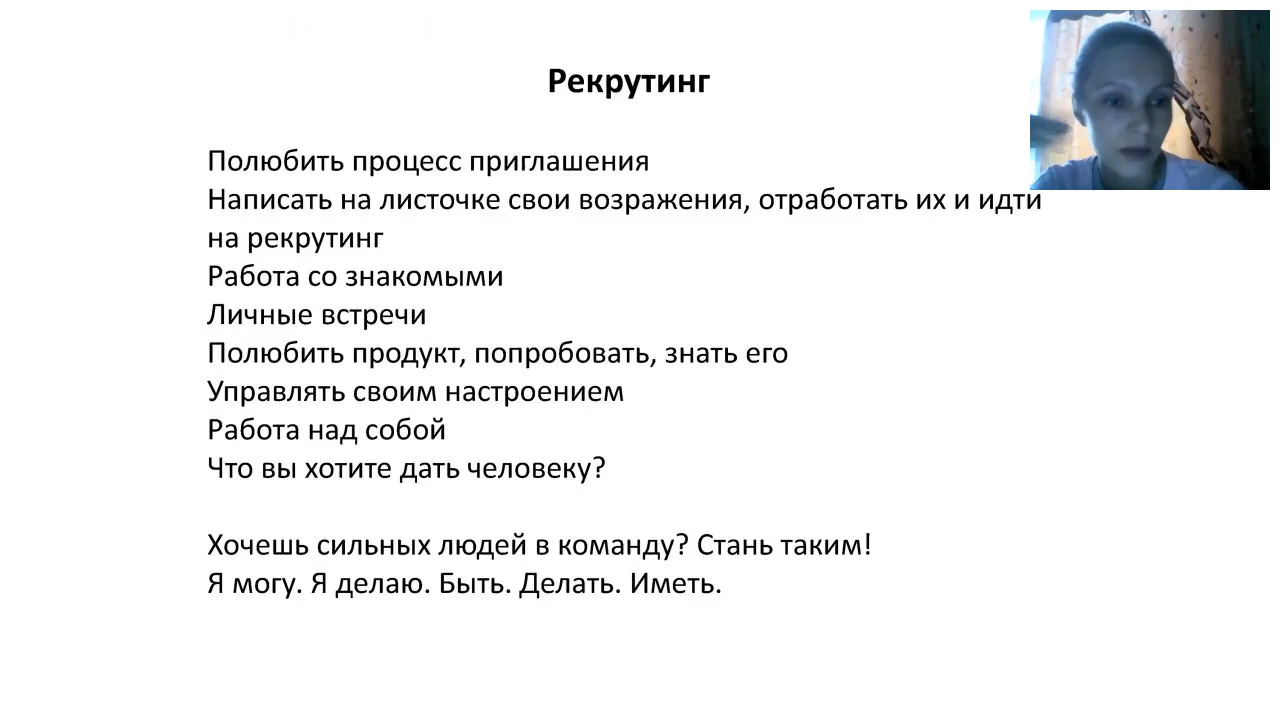 Рекрутинг
Полюбить процесс приглашения
Написать на листочке свои возражения, отработать их и идти
на рекрутинг
Работа со знакомыми
Личные встречи
Полюбить продукт, попробовать, знать его
Управлять своим настроением
Работа над собой
Что вы хотите дать человеку?
Хочешь сильных людей в команду? Стань таким!
Я могу. Я делаю. Быть. Делать. Иметь.